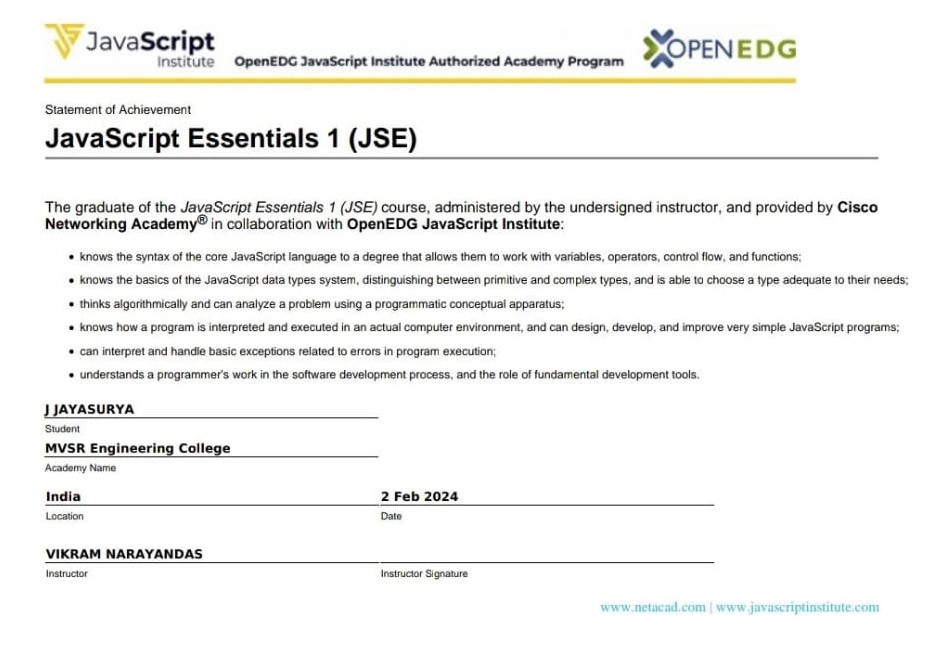 JavaScript
Institute
OpenEDG JavaScript Institute Authorized Academy Program
OPENEDG
Statement of Achievement
JavaScript Essentials 1 (JSE)
The graduate of the JavaScript Essentials 1 (JSE) course, administered by the undersigned instructor, and provided by Cisco
Networking Academy® in collaboration with OpenEDG JavaScript Institute:
• knows the syntax of the core JavaScript language to a degree that allows them to work with variables, operators, control flow, and functions;
• knows the basics of the JavaScript data types system, distinguishing between primitive and complex types, and is able to choose a type adequate to their needs;
• thinks algorithmically and can analyze a problem using a programmatic conceptual apparatus;
• knows how a program is interpreted and executed in an actual computer environment, and can design, develop, and improve very simple JavaScript programs;
• can interpret and handle basic exceptions related to errors in program execution;
• understands a programmer's work in the software development process, and the role of fundamental development tools.
J JAYASURYA
Student
MVSR Engineering College
Academy Name
India 2 Feb 2024
Location Date
VIKRAM NARAYANDAS
Instructor Instructor Signature
www.netacad.com | www.javascriptinstitute.com